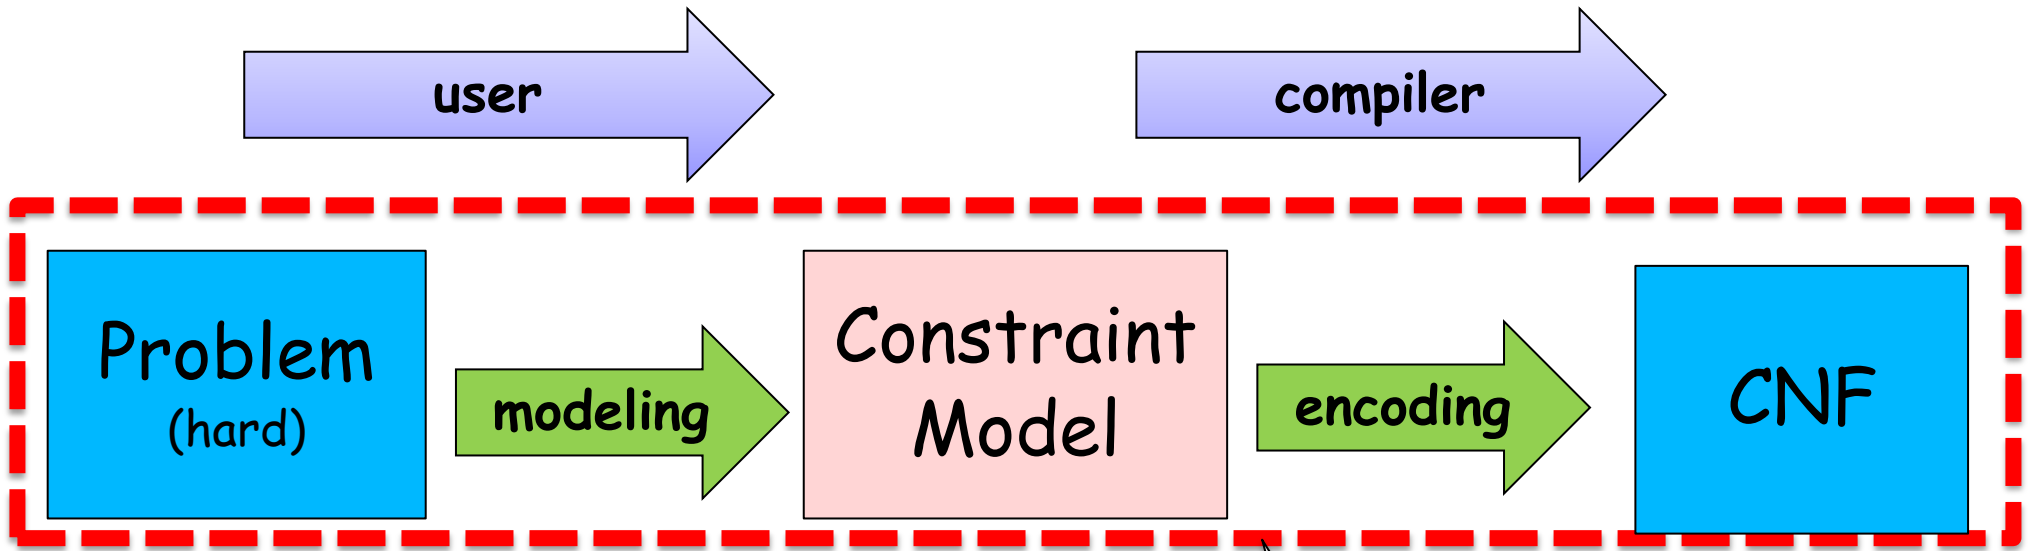 user
compiler
Problem
(hard)
modeling
Constraint
Model
encoding
CNF